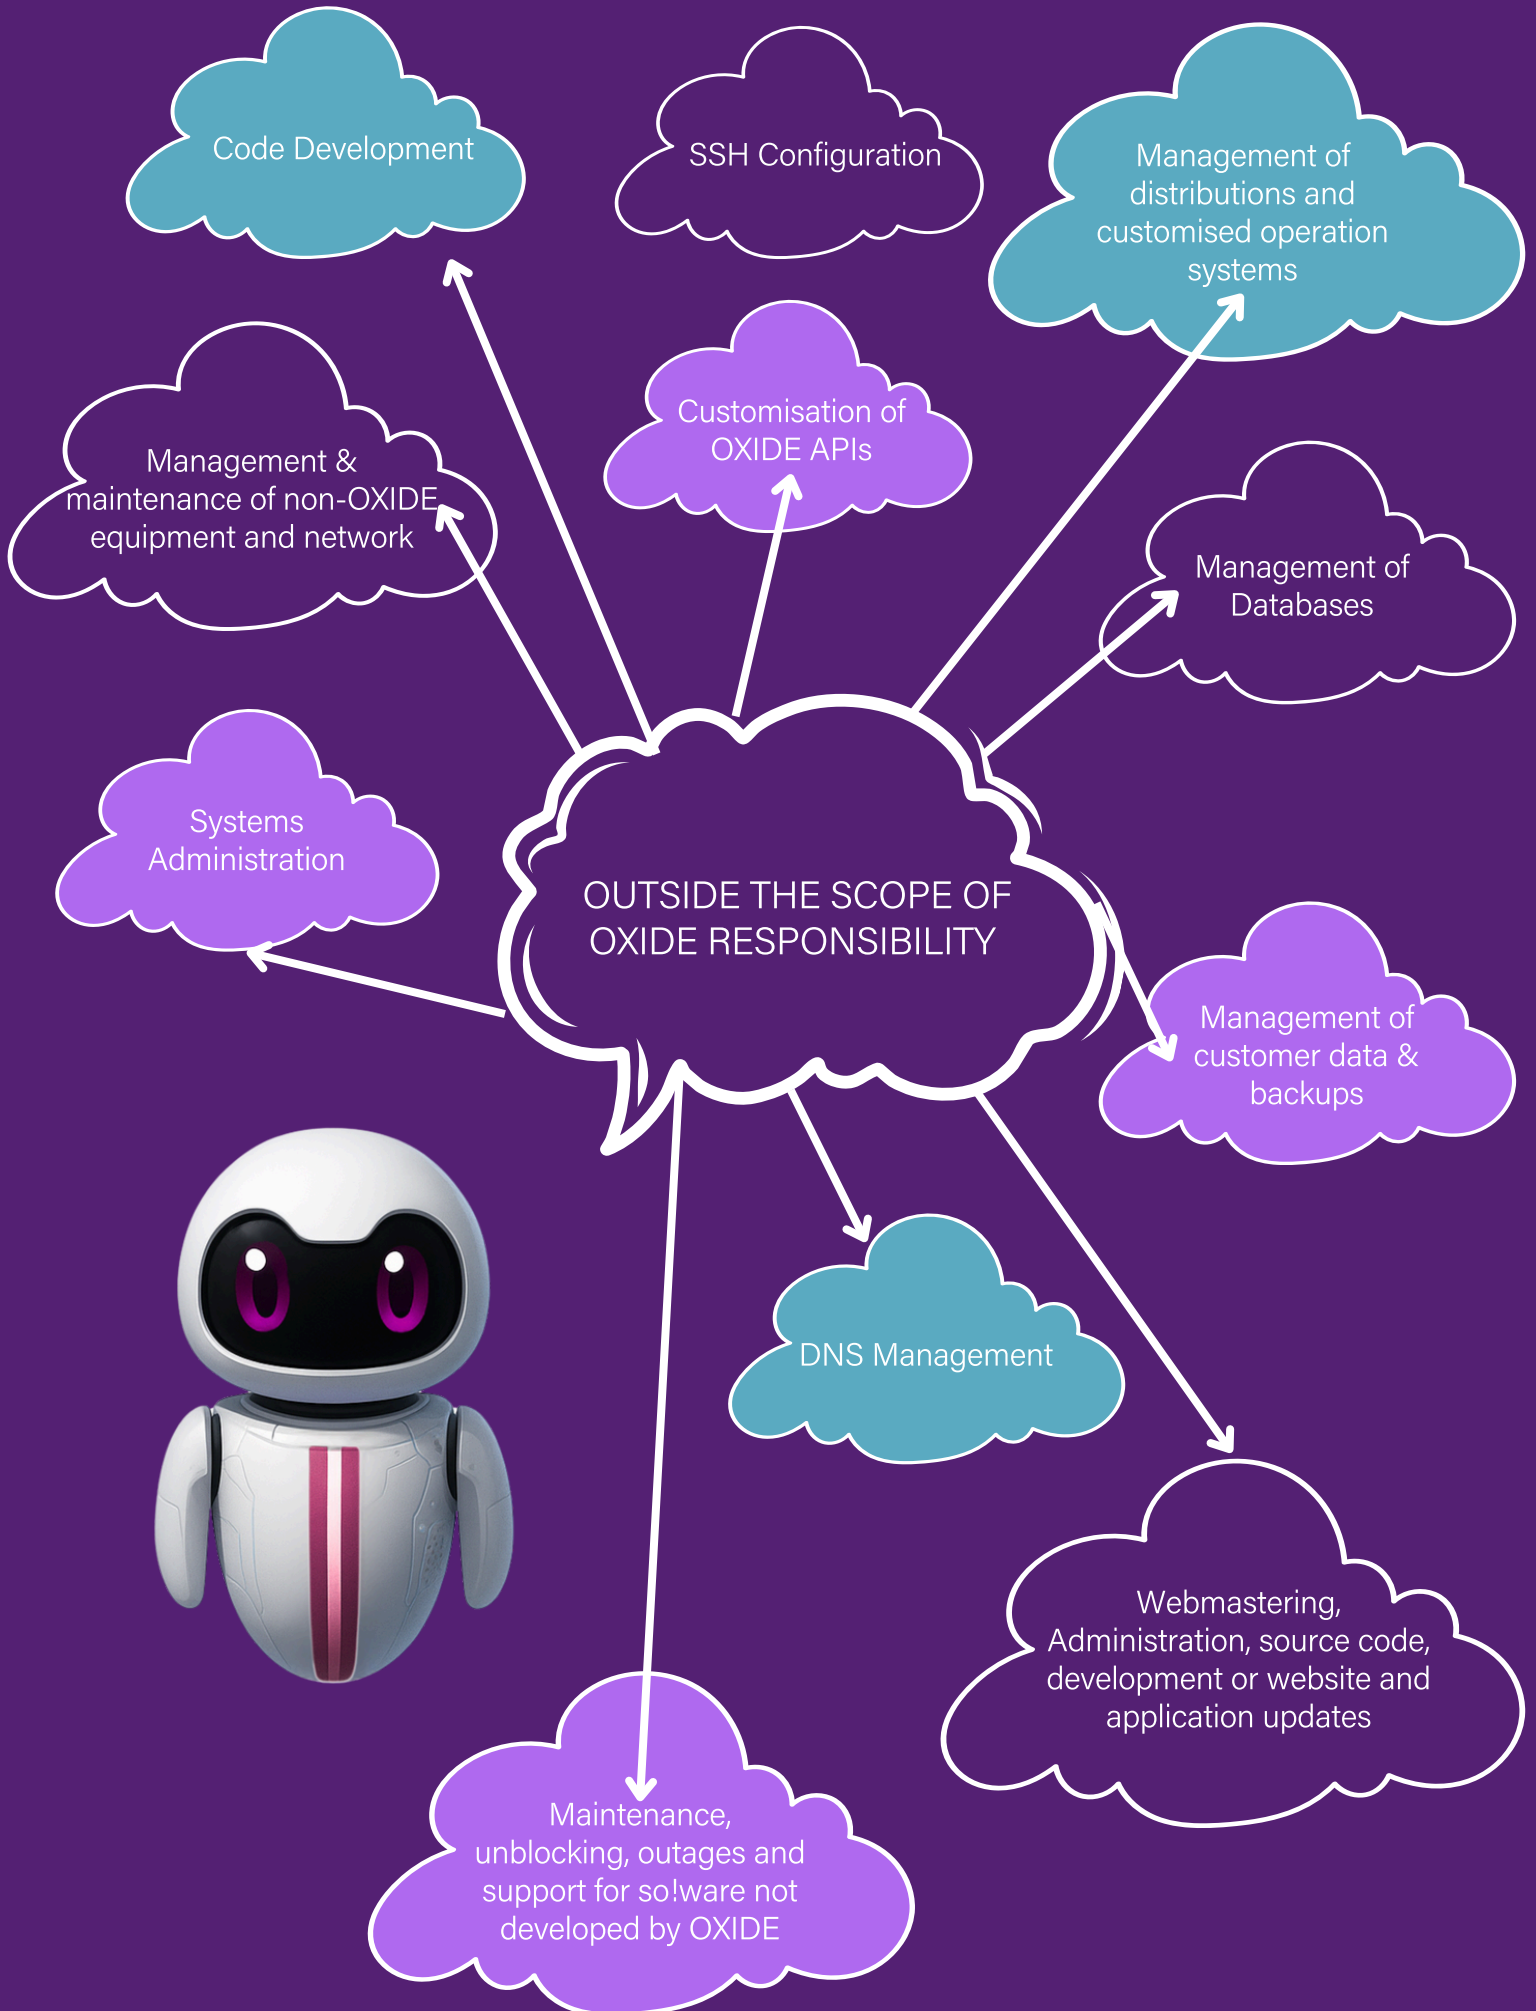 Code Development
SSH Configuration
Management of
distributions and
customised operation
systems
Customisation of
OXIDE APIs
Management &
maintenance of non-OXIDE
equipment and network
Management of
Databases
Systems
Administration
OUTSIDE THE SCOPE OF
OXIDE RESPONSIBILITY
Management of
customer data &
backups
DNS Management
Webmastering,
Administration, source code,
development or website and
application updates
Maintenance,
unblocking, outages and
support for so!ware not
developed by OXIDE